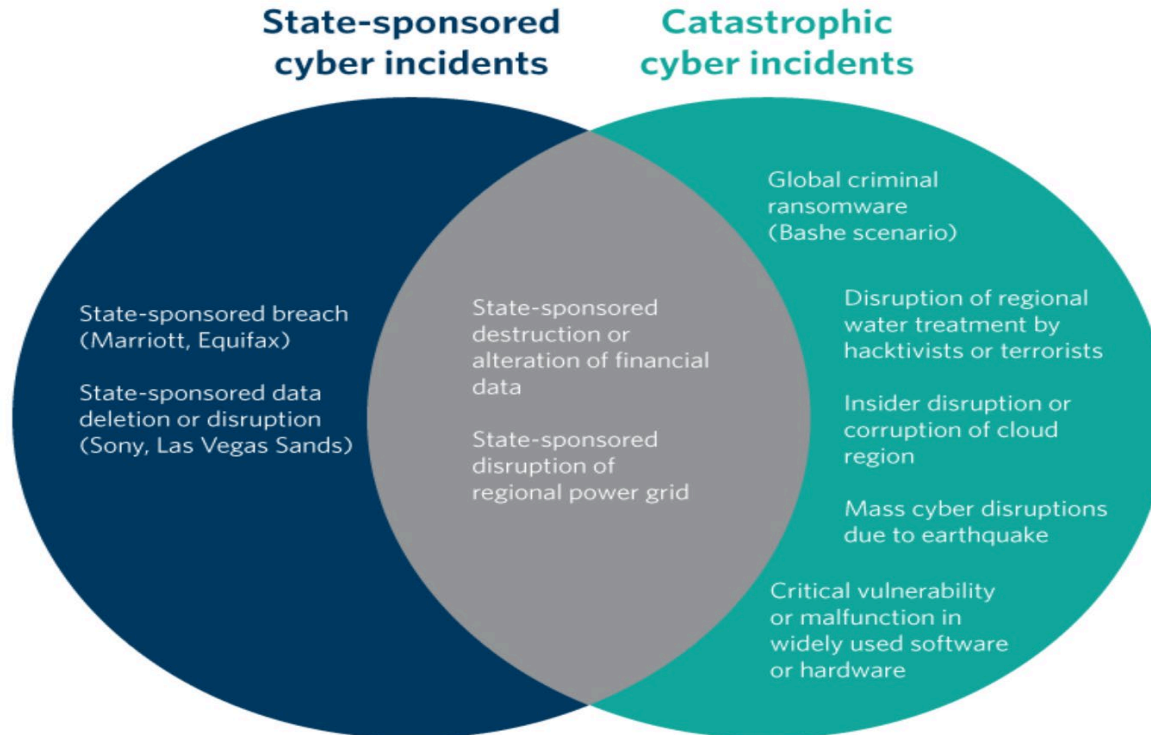 State-sponsored
cyber incidents
Catastrophic
cyber incidents
State-sponsored breach
(Marriott, Equifax)
State-sponsored data
deletion or disruption
(Sony, Las Vegas Sands)
State-sponsored
destruction or
alteration of financial
data
State-sponsored
disruption of
regional power grid
Global criminal
ransomware
(Bashe scenario)
Disruption of regional
water treatment by
hacktivists or terrorists
Insider disruption or
corruption of cloud
region
Mass cyber disruptions
due to earthquake
Critical vulnerability
or malfunction in
widely used software
or hardware